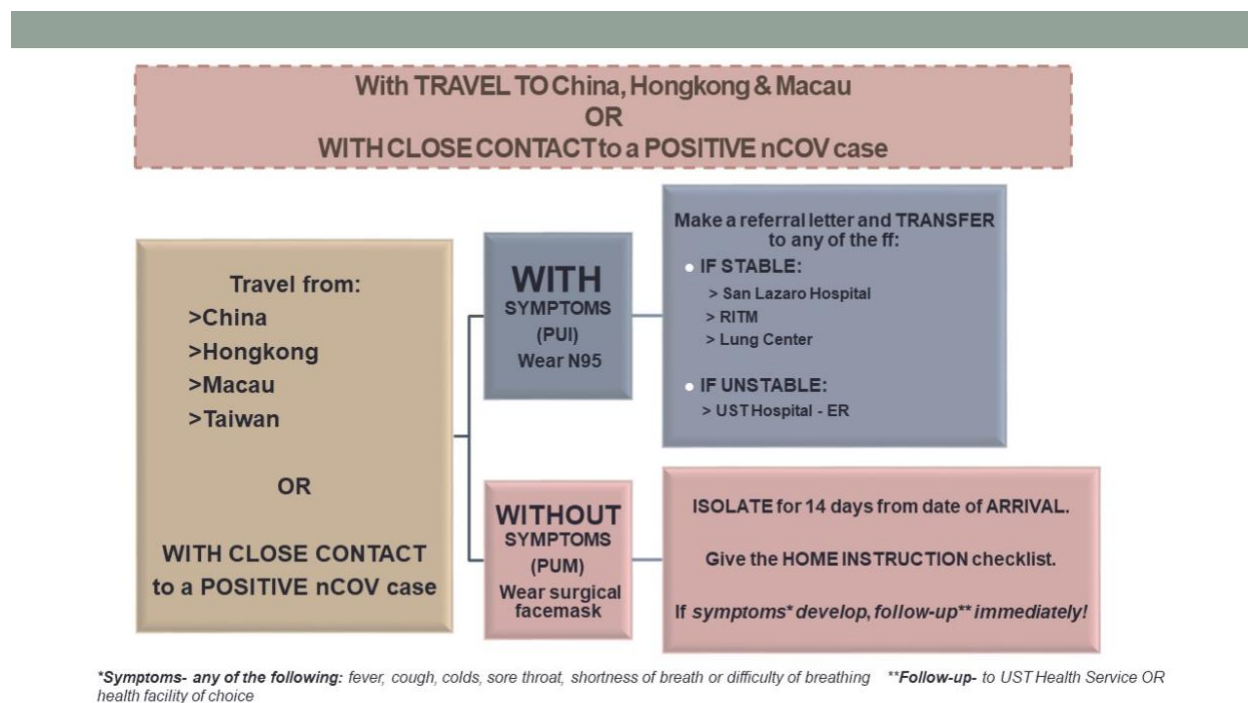 With TRAVEL TO China, Hongkong & Macau
OR
WITH CLOSE CONTACT to a POSITIVE nCOV case
Travel from:
>China
>Hongkong
>Macau
>Taiwan
OR
WITH CLOSE CONTACT
to a POSITIVE nCOV case
WITH
SYMPTOMS
(PUI)
Wear N95
Make a referral letter and TRANSFER
to any of the ff:
• IF STABLE:
> San Lazaro Hospital
> RITM
> Lung Center
• IF UNSTABLE:
> UST Hospital - ER
WITHOUT
SYMPTOMS
(PUM)
Wear surgical
facemask
ISOLATE for 14 days from date of ARRIVAL.
Give the HOME INSTRUCTION checklist.
If symptoms* develop, follow-up** immediately!
*Symptoms- any of the following: fever, cough, colds, sore throat, shortness of breath or difficulty of breathing **Follow-up- to UST Health Service OR
health facility of choice